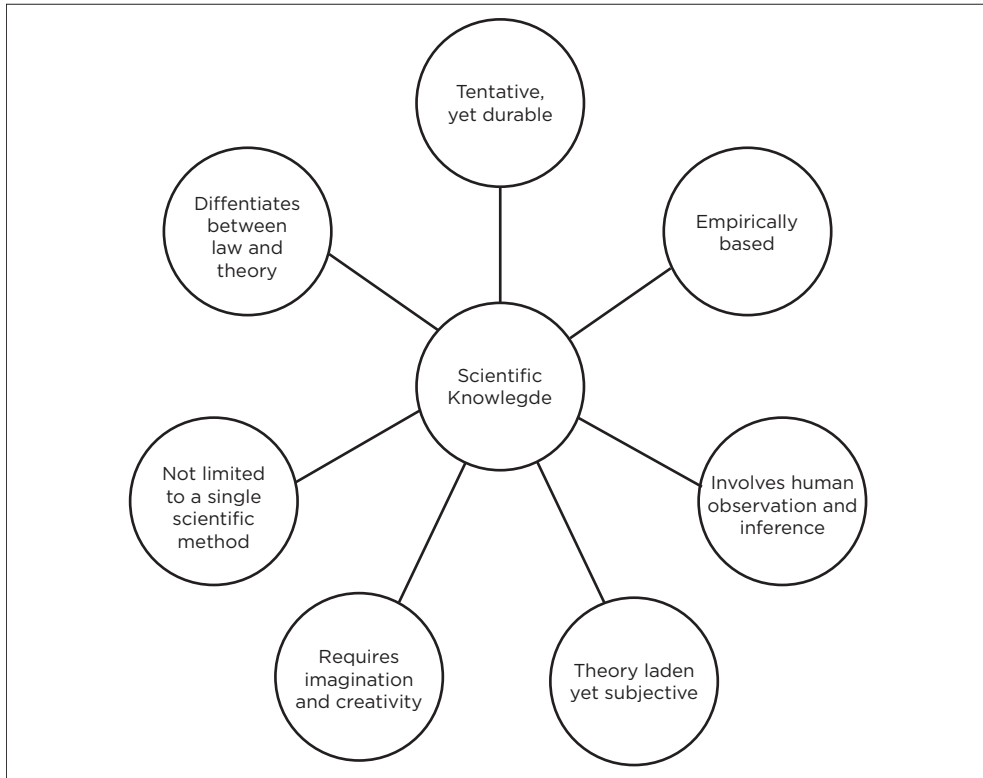 Tentative,
yet durable
Diffentiates
between
law and
theory
Empirically
based
Scientific
Knowlegde
Not limited
to a single
scientific
method
Involves human
observation and
inference
Requires
imagination
and creativity
Theory laden
yet subjective